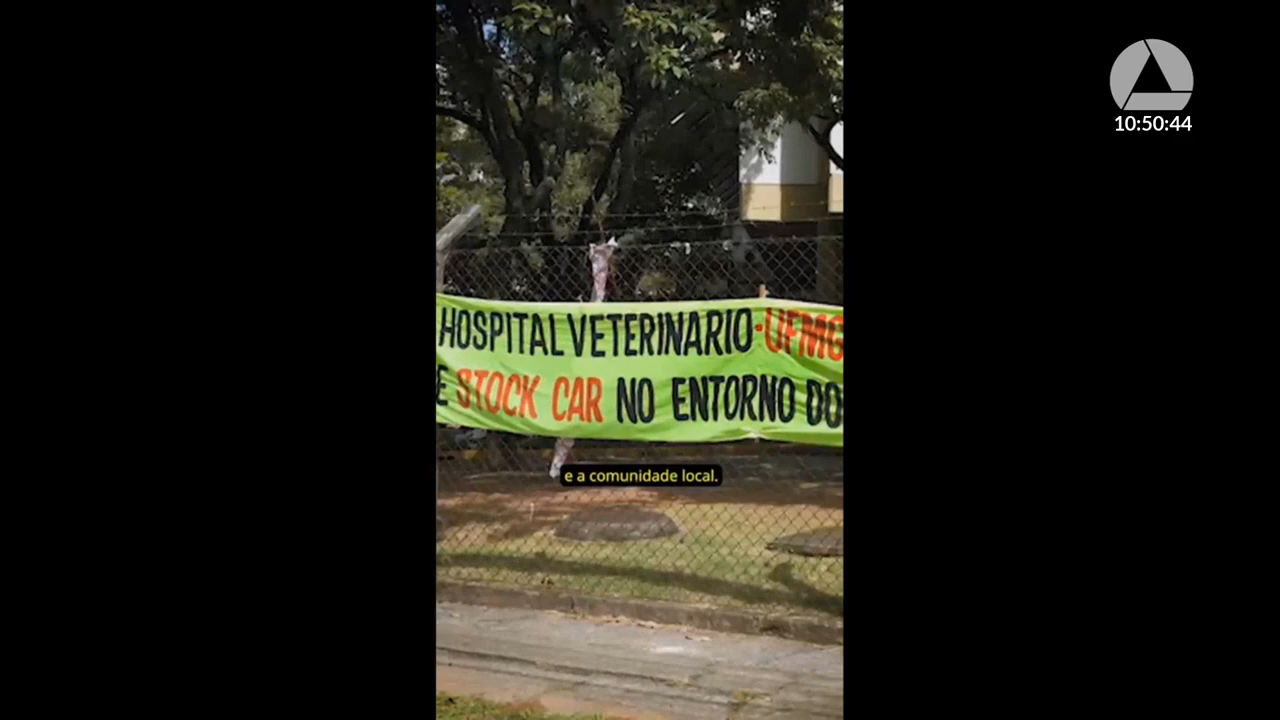 10:50:44
HOSPITAL VETERINARIO-UFMG
E STOCK CAR NO ENTORNO DO
e a comunidade local.